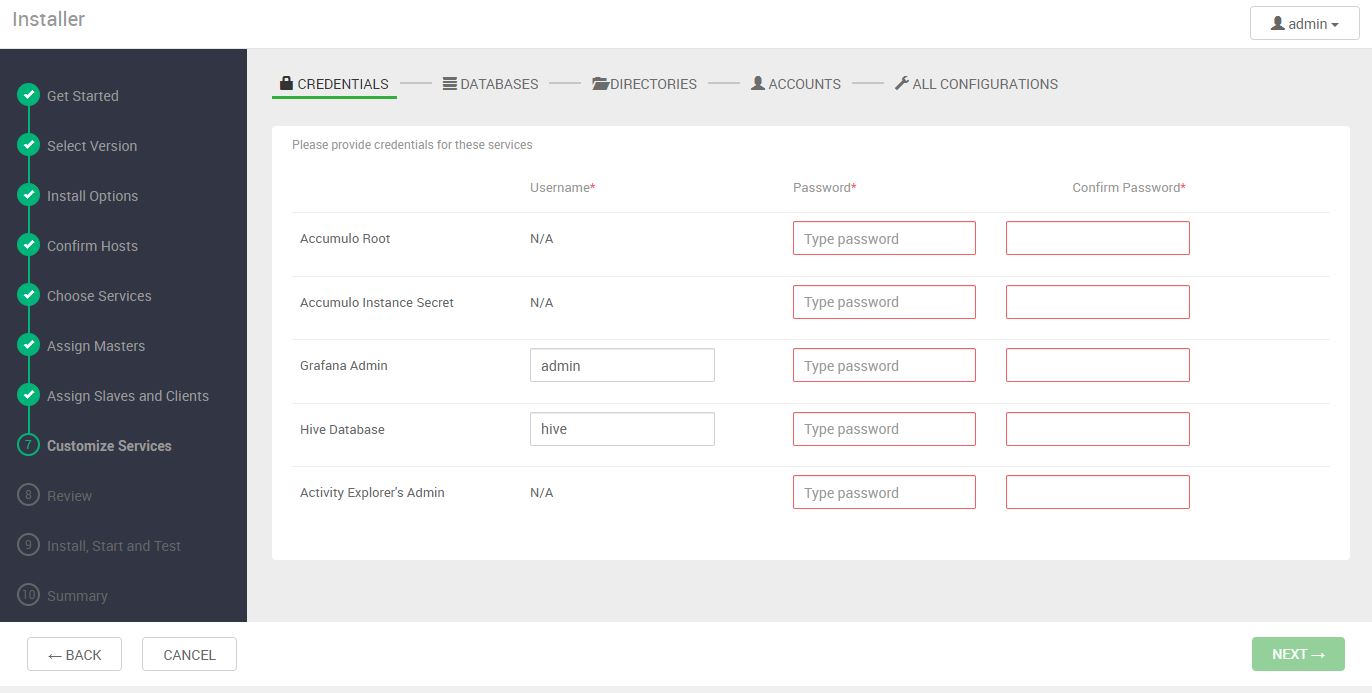 Installer
admin
Get Started
Select Version
Install Options
Confirm Hosts
Choose Services
Assign Masters
Assign Slaves and Clients
7 Customize Services
8 Review
9 Install, Start and Test
10 Summary
CREDENTIALS DATABASES DIRECTORIES ACCOUNTS ALL CONFIGURATIONS
Please provide credentials for these services
Username* Password* Confirm Password*
Accumulo Root N/A Type password
Accumulo Instance Secret N/A Type password
Grafana Admin admin Type password
Hive Database hive Type password
Activity Explorer's Admin N/A Type password
← BACK CANCEL NEXT →